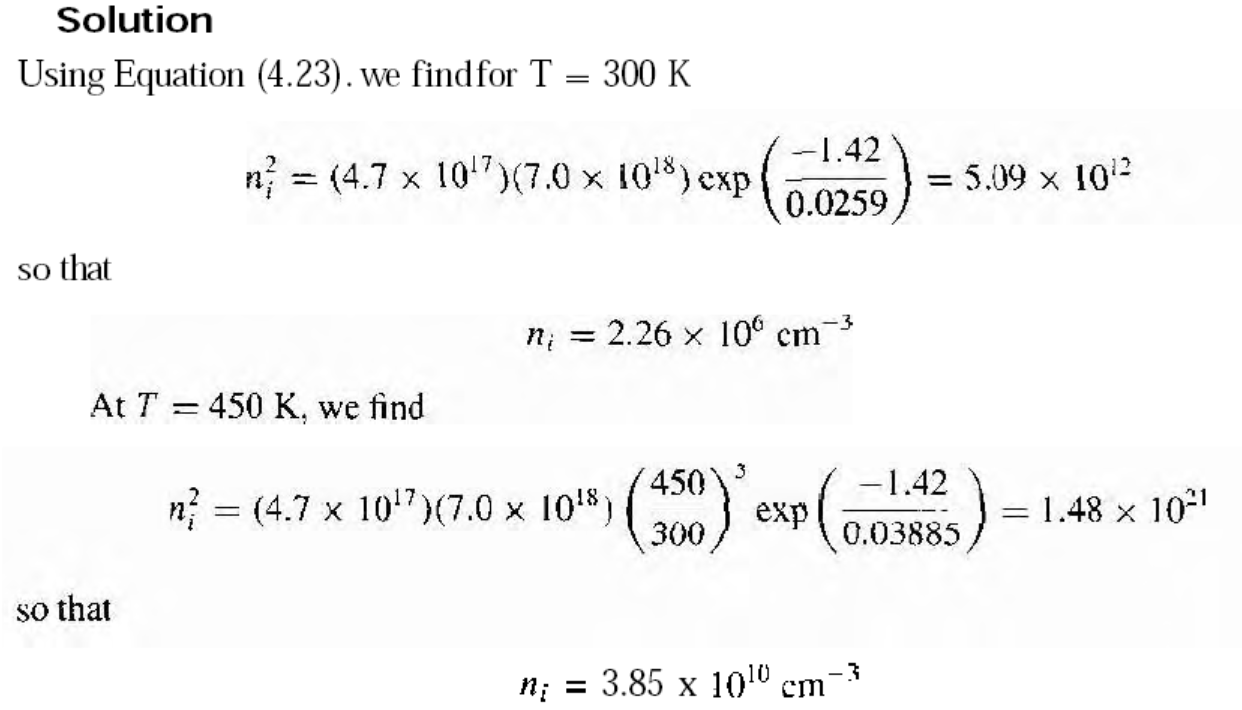 Solution
Using Equation (4.23). we find for T = 300 K
n_i^2 = (4.7 × 10^17)(7.0 × 10^18) exp(−1.42/0.0259) = 5.09 × 10^12
so that
n_i = 2.26 × 10^6 cm^−3
At T = 450 K, we find
n_i^2 = (4.7 × 10^17)(7.0 × 10^18) (450/300)^3 exp(−1.42/0.03885) = 1.48 × 10^21
so that
n_i = 3.85 x 10^10 cm^−3